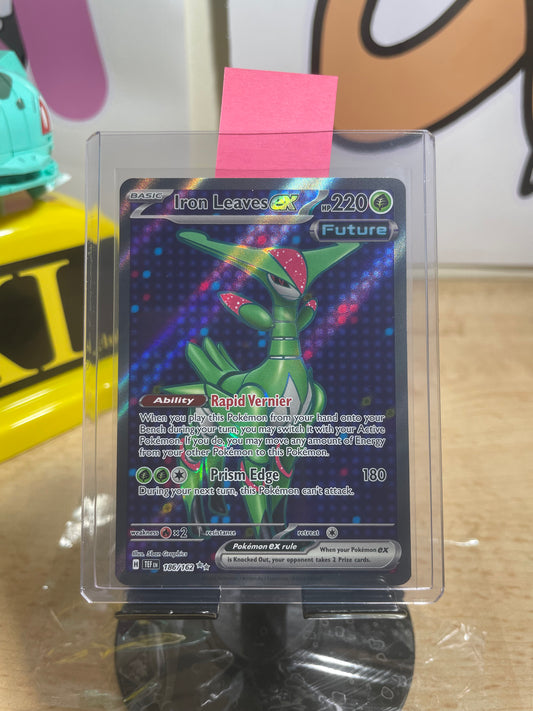 BASIC
Iron Leaves ex HP 220
Future
Ability Rapid Vernier
When you play this Pokémon from your hand onto your
Bench during your turn, you may switch it with your Active
Pokémon. If you do, you may move any amount of Energy
from your other Pokémon to this Pokémon.
Prism Edge 180
During your next turn, this Pokémon can't attack.
weakness ×2 resistance retreat
Illus. 5ban Graphics
H TEF EN 186/162
Pokémon ex rule
When your Pokémon ex
is Knocked Out, your opponent takes 2 Prize cards.